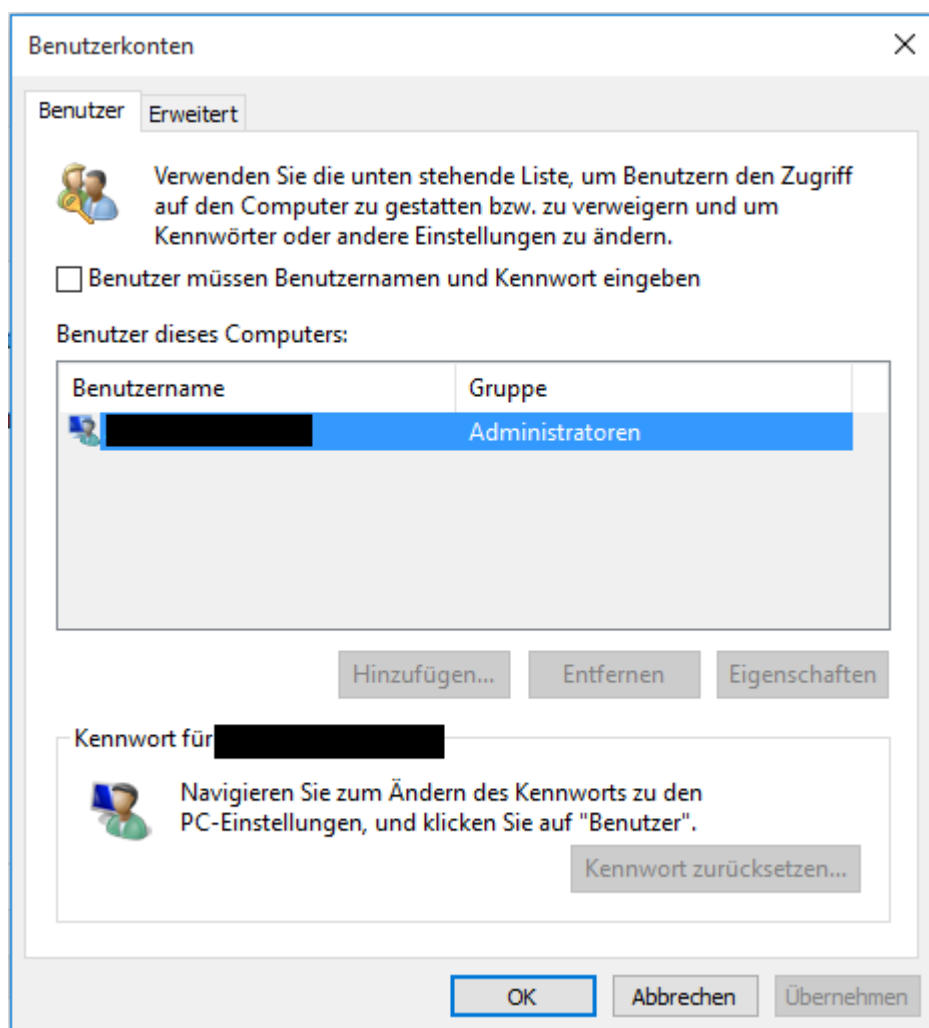 Benutzerkonten
Benutzer
Erweitert
Verwenden Sie die unten stehende Liste, um Benutzern den Zugriff
auf den Computer zu gestatten bzw. zu verweigern und um
Kennwörter oder andere Einstellungen zu ändern.
Benutzer müssen Benutzernamen und Kennwort eingeben
Benutzer dieses Computers:
Benutzername Gruppe
Administratoren
Hinzufügen... Entfernen Eigenschaften
Kennwort für
Navigieren Sie zum Ändern des Kennworts zu den
PC-Einstellungen, und klicken Sie auf "Benutzer".
Kennwort zurücksetzen...
OK Abbrechen Übernehmen